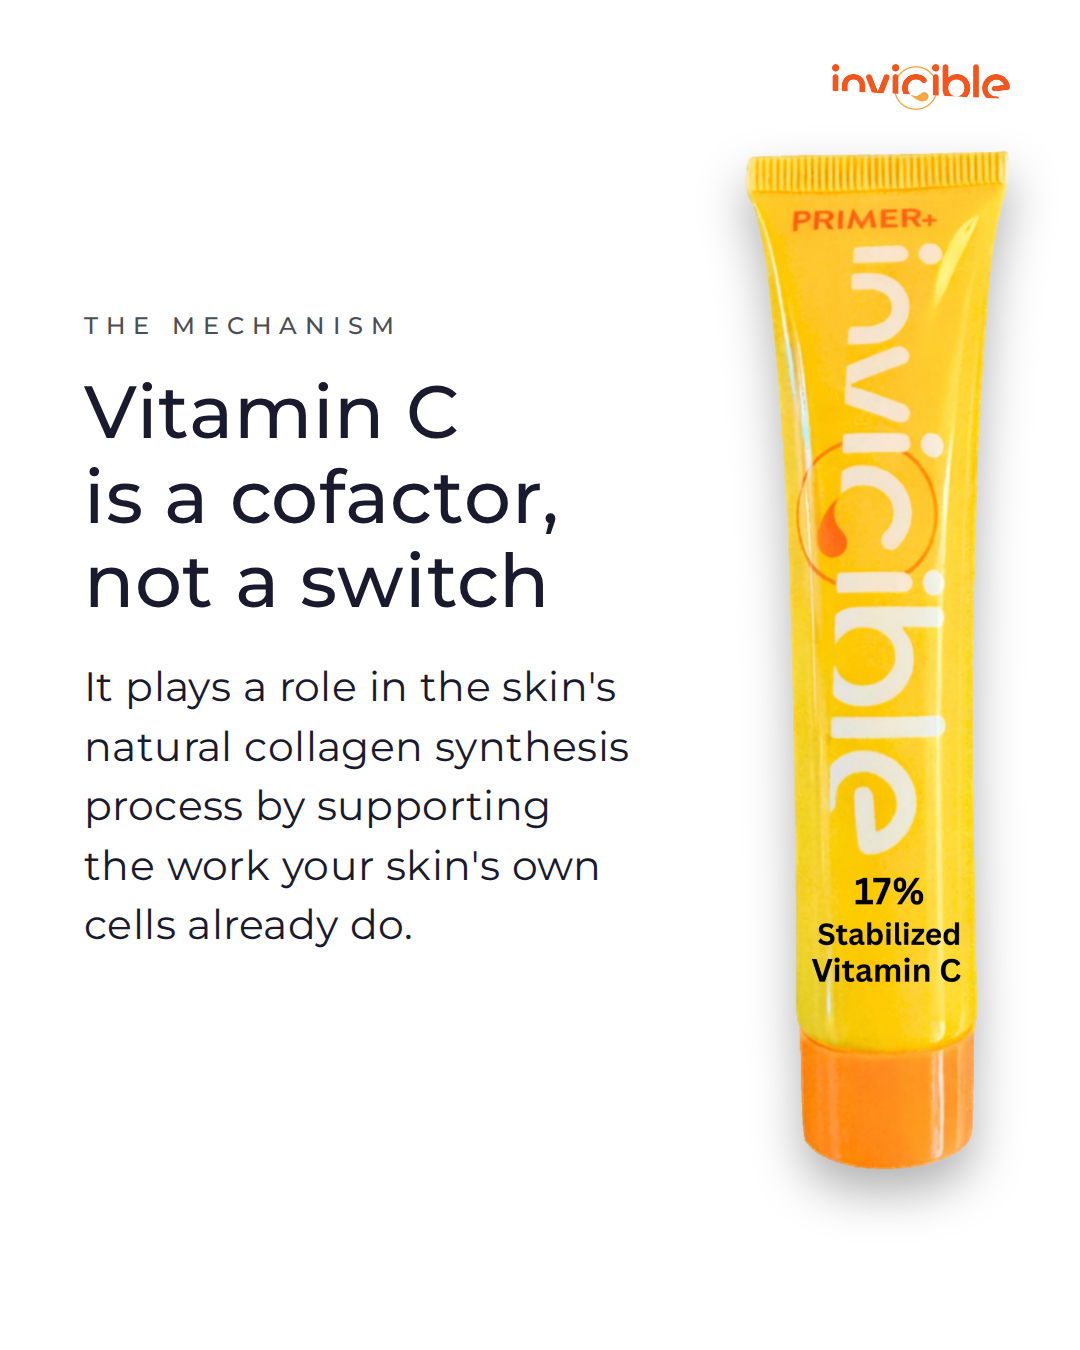 invicible
THE MECHANISM
Vitamin C
is a cofactor,
not a switch
It plays a role in the skin's
natural collagen synthesis
process by supporting
the work your skin's own
cells already do.
PRIMER+
invicible
17%
Stabilized
Vitamin C